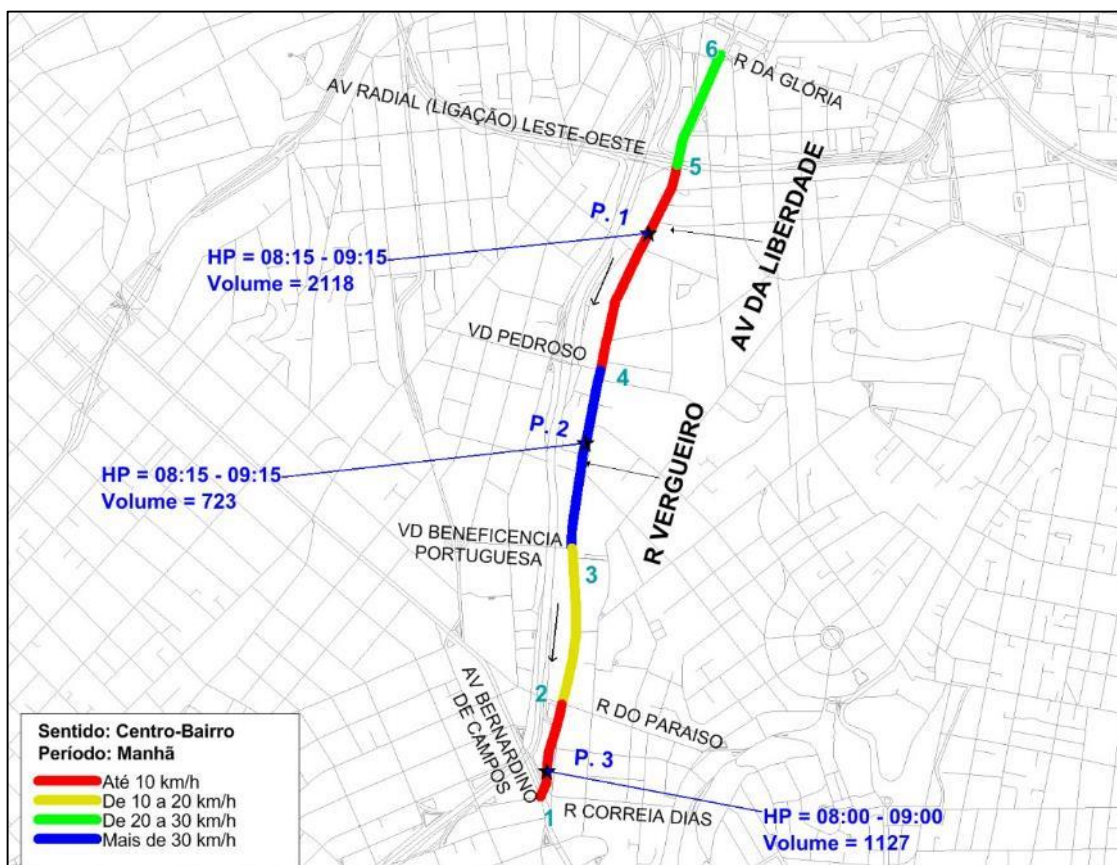 6
R DA GLÓRIA
AV RADIAL (LIGAÇÃO) LESTE-OESTE
5
P. 1
AV DA LIBERDADE
HP = 08:15 - 09:15
Volume = 2118
VD PEDROSO
4
P. 2
R VERGUEIRO
HP = 08:15 - 09:15
Volume = 723
VD BENEFICENCIA
PORTUGUESA
3
2
AV BERNARDINO
DE CAMPOS
R DO PARAISO
P. 3
1
R CORREIA DIAS
HP = 08:00 - 09:00
Volume = 1127
Sentido: Centro-Bairro
Período: Manhã
Até 10 km/h
De 10 a 20 km/h
De 20 a 30 km/h
Mais de 30 km/h